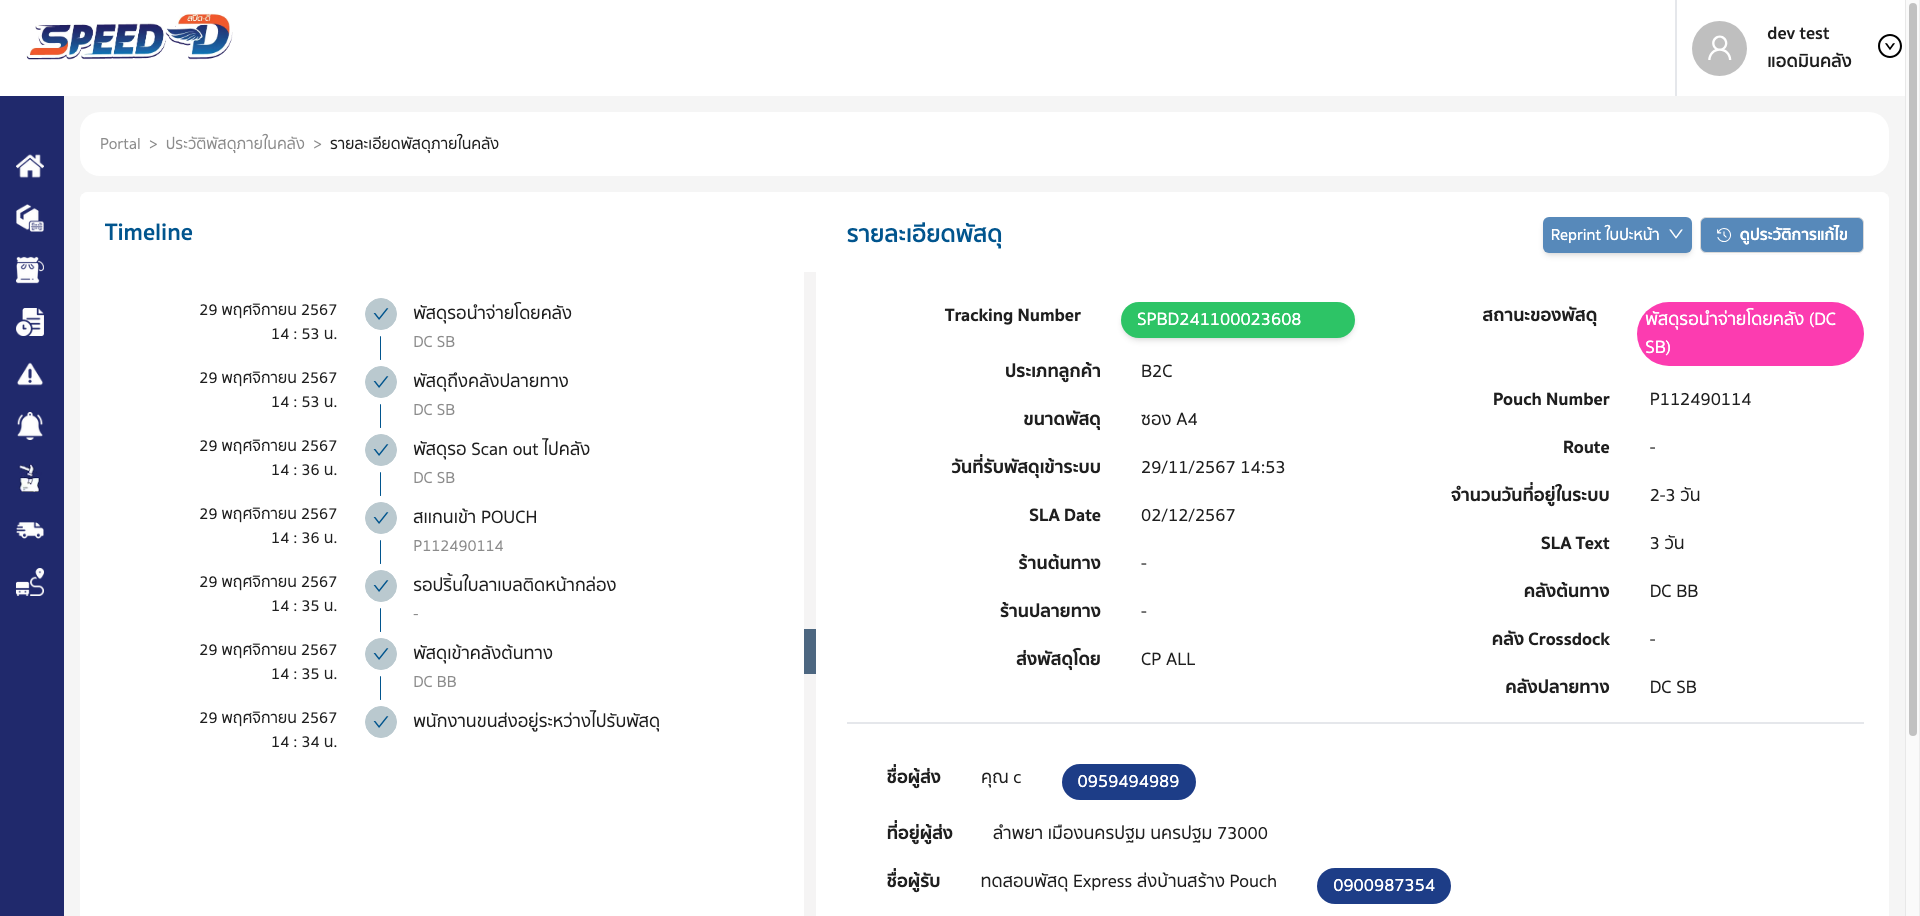 สปีด-ดี
SPEED-D
dev test
แอดมินคลัง
Portal > ประวัติพัสดุภายในคลัง > รายละเอียดพัสดุภายในคลัง
Timeline
29 พฤศจิกายน 2567
14 : 53 น.
พัสดุรอนำจ่ายโดยคลัง
DC SB
29 พฤศจิกายน 2567
14 : 53 น.
พัสดุถึงคลังปลายทาง
DC SB
29 พฤศจิกายน 2567
14 : 36 น.
พัสดุรอ Scan out ไปคลัง
DC SB
29 พฤศจิกายน 2567
14 : 36 น.
สแกนเข้า POUCH
P112490114
29 พฤศจิกายน 2567
14 : 35 น.
รอปริ้นใบลาเบลติดหน้ากล่อง
-
29 พฤศจิกายน 2567
14 : 35 น.
พัสดุเข้าคลังต้นทาง
DC BB
29 พฤศจิกายน 2567
14 : 34 น.
พนักงานขนส่งอยู่ระหว่างไปรับพัสดุ
รายละเอียดพัสดุ
Reprint ใบปะหน้า
ดูประวัติการแก้ไข
Tracking Number SPBD241100023608
ประเภทลูกค้า B2C
ขนาดพัสดุ ซอง A4
วันที่รับพัสดุเข้าระบบ 29/11/2567 14:53
SLA Date 02/12/2567
ร้านต้นทาง -
ร้านปลายทาง -
ส่งพัสดุโดย CP ALL
สถานะของพัสดุ พัสดุรอนำจ่ายโดยคลัง (DC
SB)
Pouch Number P112490114
Route -
จำนวนวันที่อยู่ในระบบ 2-3 วัน
SLA Text 3 วัน
คลังต้นทาง DC BB
คลัง Crossdock -
คลังปลายทาง DC SB
ชื่อผู้ส่ง คุณ c 0959494989
ที่อยู่ผู้ส่ง ลำพยา เมืองนครปฐม นครปฐม 73000
ชื่อผู้รับ ทดสอบพัสดุ Express ส่งบ้านสร้าง Pouch 0900987354